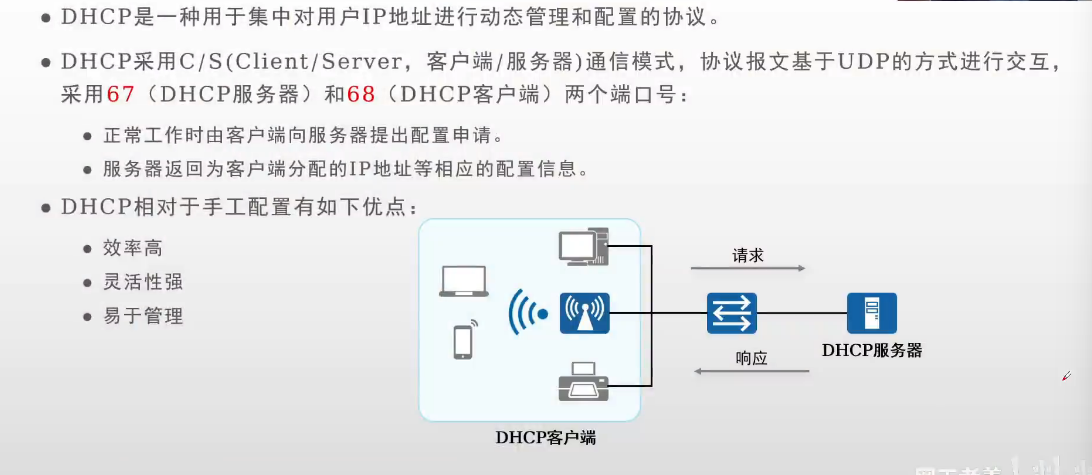 ● DHCP是一种用于集中对用户IP地址进行动态管理和配置的协议。
● DHCP采用C/S(Client/Server，客户端/服务器)通信模式，协议报文基于UDP的方式进行交互，
采用67（DHCP服务器）和68（DHCP客户端）两个端口号：
● 正常工作时由客户端向服务器提出配置申请。
● 服务器返回为客户端分配的IP地址等相应的配置信息。
● DHCP相对于手工配置有如下优点：
● 效率高
● 灵活性强
● 易于管理
请求
响应
DHCP服务器
DHCP客户端